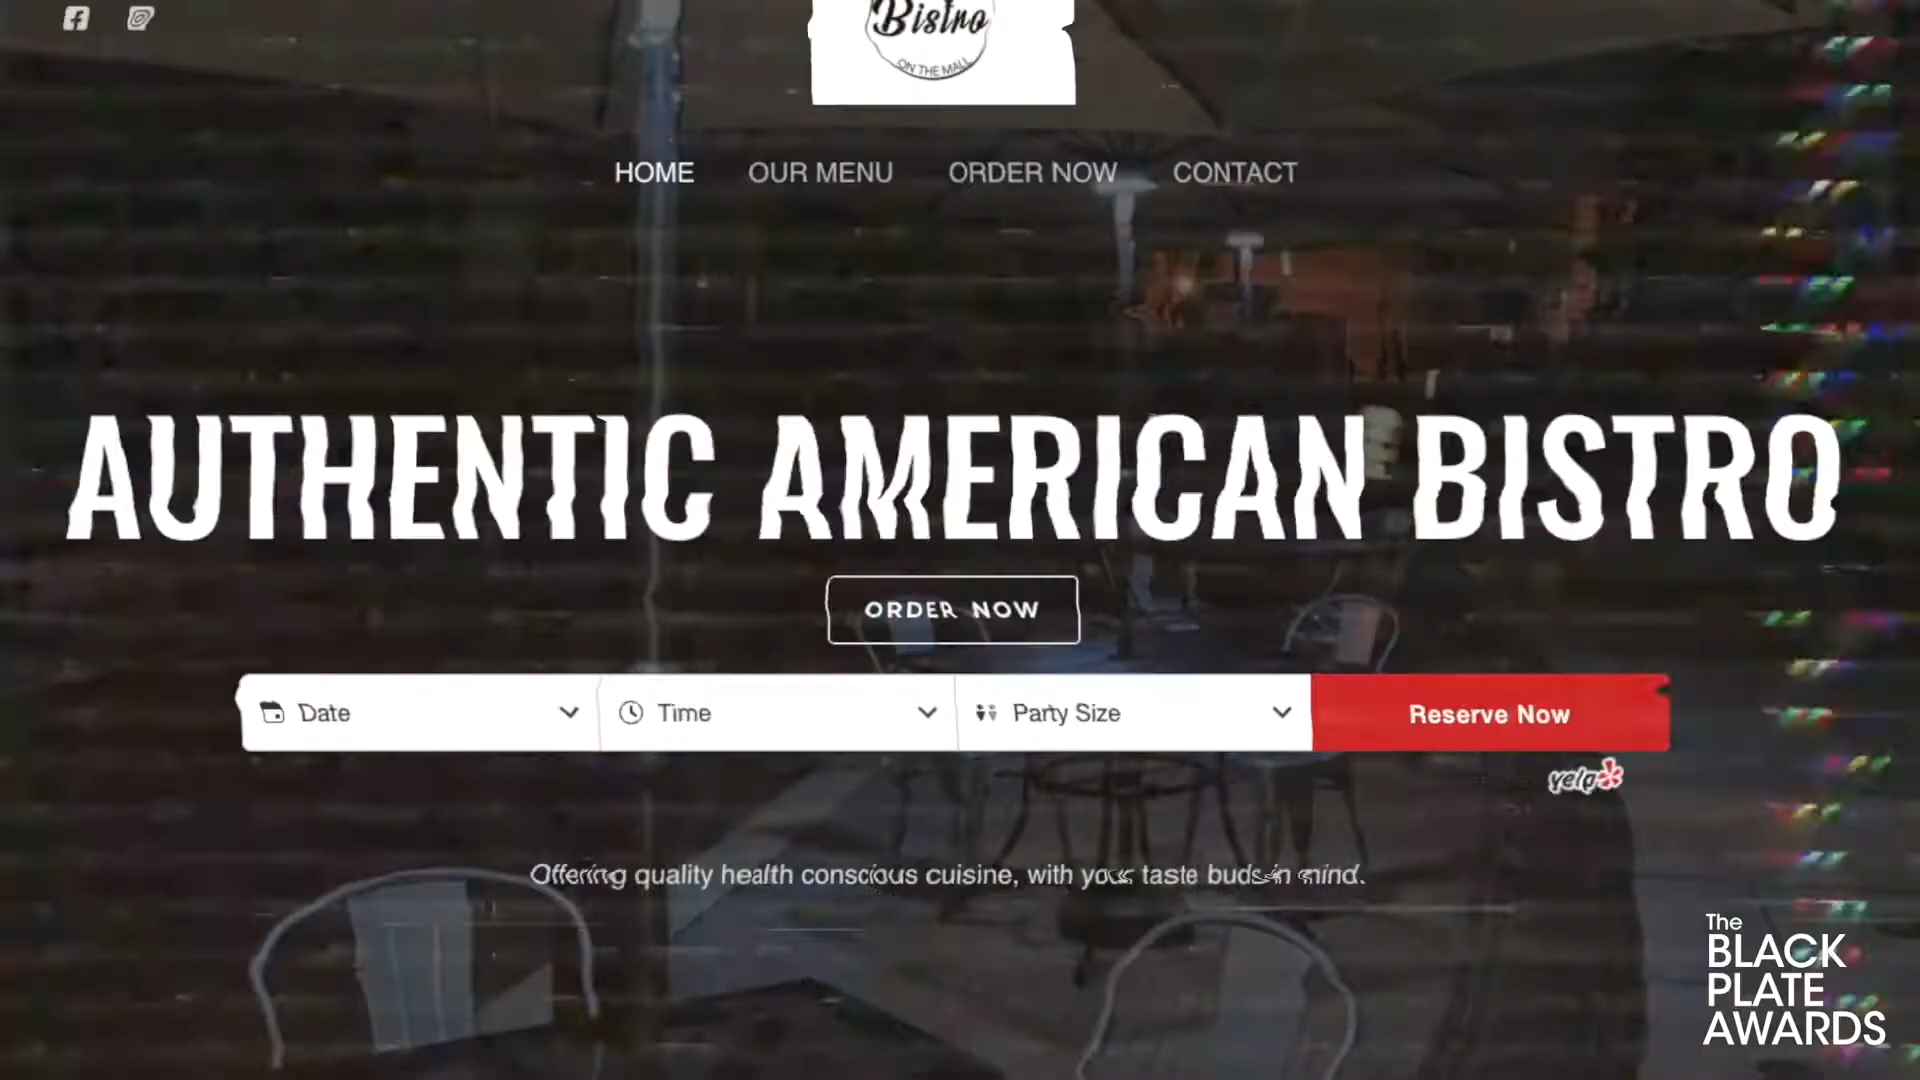 Bistro
ON THE MALL
HOME OUR MENU ORDER NOW CONTACT
AUTHENTIC AMERICAN BISTRO
ORDER NOW
Date Time Party Size Reserve Now
yelp
Offering quality health conscious cuisine, with your taste buds in mind.
The
BLACK
PLATE
AWARDS